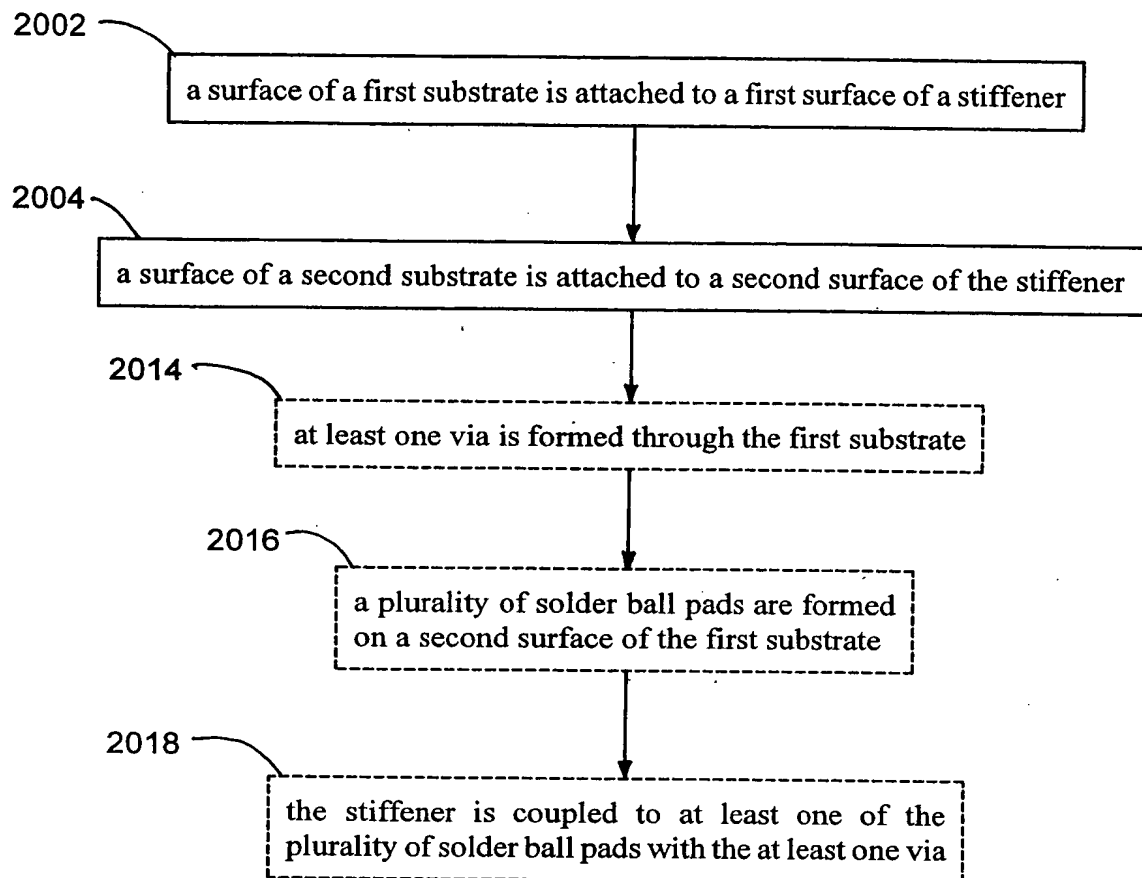 2002
a surface of a first substrate is attached to a first surface of a stiffener
2004
a surface of a second substrate is attached to a second surface of the stiffener
2014
at least one via is formed through the first substrate
2016
a plurality of solder ball pads are formed
on a second surface of the first substrate
2018
the stiffener is coupled to at least one of the
plurality of solder ball pads with the at least one via